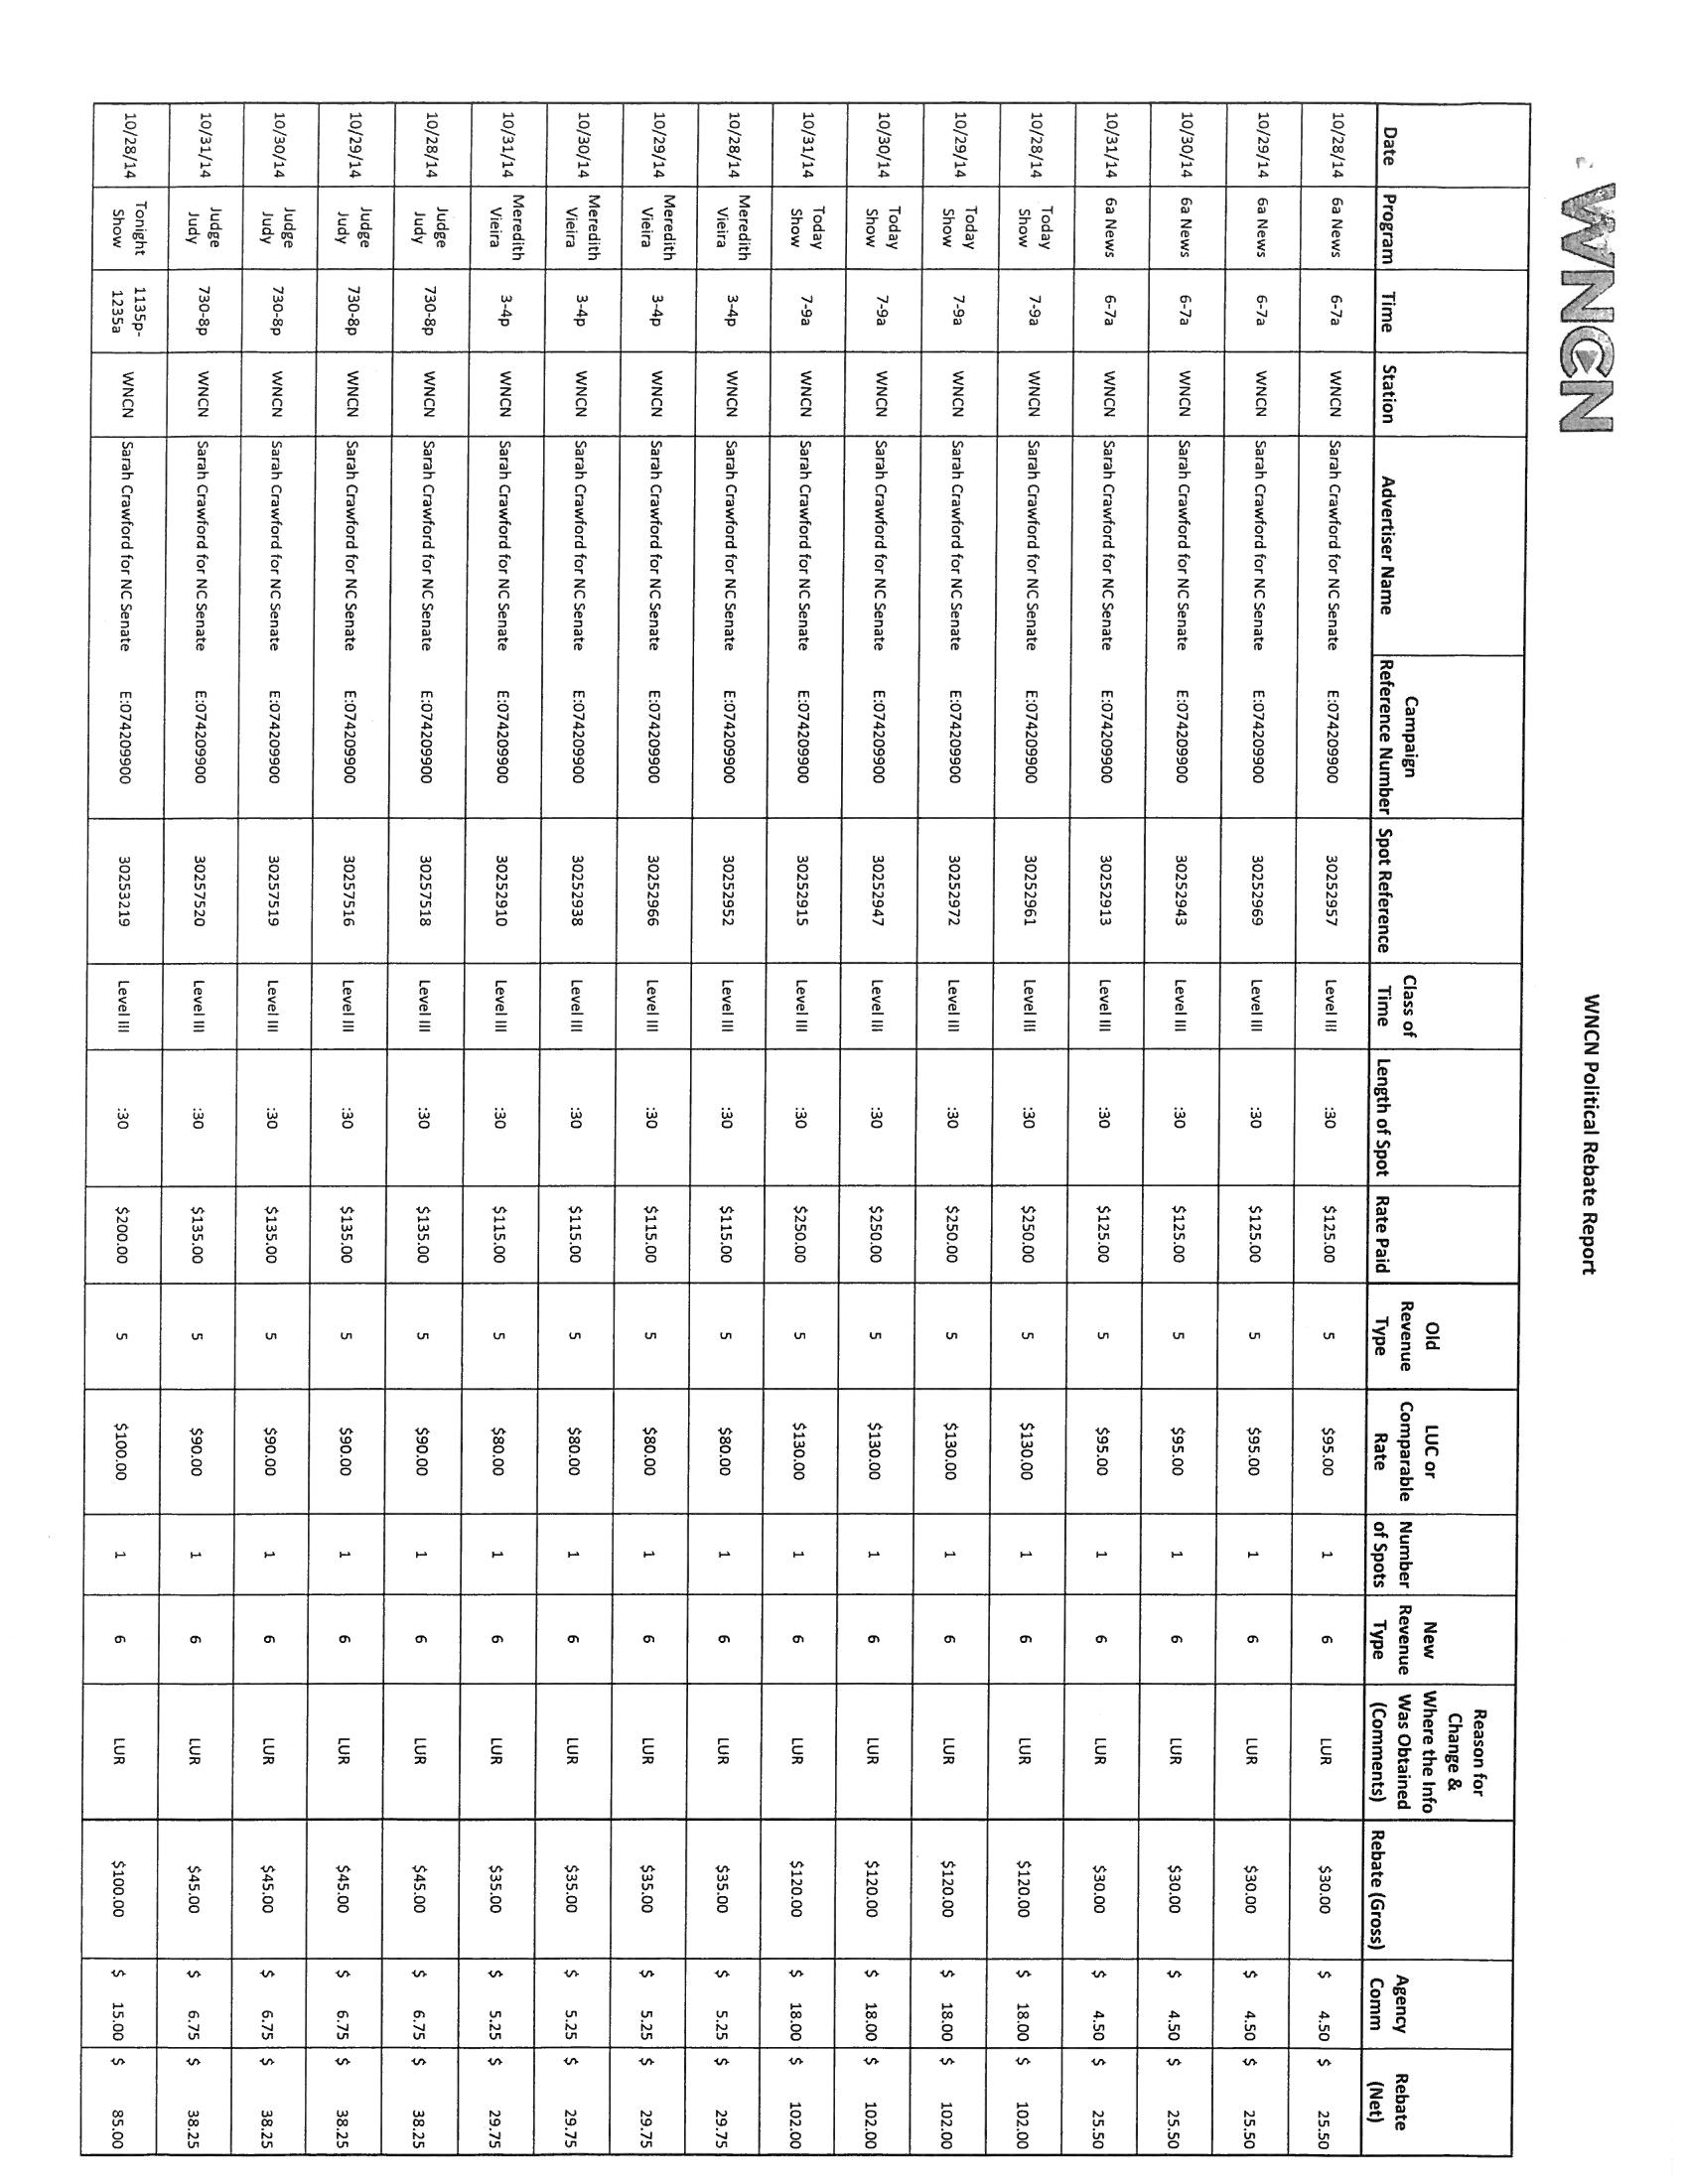 WNCN
WNCN Political Rebate Report
Date Program Time Station Advertiser Name Campaign Reference Number Spot Reference Class of Time Length of Spot Rate Paid Old Revenue Type LUC or Comparable Rate Number of Spots New Revenue Type Reason for Change & Where the Info Was Obtained (Comments) Rebate (Gross) Agency Comm Rebate (Net)
10/28/14 6a News 6-7a WNCN Sarah Crawford for NC Senate E:074209900 30252957 Level III :30 $125.00 5 $95.00 1 6 LUR $30.00 $ 4.50 $ 25.50
10/29/14 6a News 6-7a WNCN Sarah Crawford for NC Senate E:074209900 30252969 Level III :30 $125.00 5 $95.00 1 6 LUR $30.00 $ 4.50 $ 25.50
10/30/14 6a News 6-7a WNCN Sarah Crawford for NC Senate E:074209900 30252943 Level III :30 $125.00 5 $95.00 1 6 LUR $30.00 $ 4.50 $ 25.50
10/31/14 6a News 6-7a WNCN Sarah Crawford for NC Senate E:074209900 30252913 Level III :30 $125.00 5 $95.00 1 6 LUR $30.00 $ 4.50 $ 25.50
10/28/14 Today Show 7-9a WNCN Sarah Crawford for NC Senate E:074209900 30252961 Level III :30 $250.00 5 $130.00 1 6 LUR $120.00 $ 18.00 $ 102.00
10/29/14 Today Show 7-9a WNCN Sarah Crawford for NC Senate E:074209900 30252972 Level III :30 $250.00 5 $130.00 1 6 LUR $120.00 $ 18.00 $ 102.00
10/30/14 Today Show 7-9a WNCN Sarah Crawford for NC Senate E:074209900 30252947 Level III :30 $250.00 5 $130.00 1 6 LUR $120.00 $ 18.00 $ 102.00
10/31/14 Today Show 7-9a WNCN Sarah Crawford for NC Senate E:074209900 30252915 Level III :30 $250.00 5 $130.00 1 6 LUR $120.00 $ 18.00 $ 102.00
10/28/14 Meredith Vieira 3-4p WNCN Sarah Crawford for NC Senate E:074209900 30252952 Level III :30 $115.00 5 $80.00 1 6 LUR $35.00 $ 5.25 $ 29.75
10/29/14 Meredith Vieira 3-4p WNCN Sarah Crawford for NC Senate E:074209900 30252966 Level III :30 $115.00 5 $80.00 1 6 LUR $35.00 $ 5.25 $ 29.75
10/30/14 Meredith Vieira 3-4p WNCN Sarah Crawford for NC Senate E:074209900 30252938 Level III :30 $115.00 5 $80.00 1 6 LUR $35.00 $ 5.25 $ 29.75
10/31/14 Meredith Vieira 3-4p WNCN Sarah Crawford for NC Senate E:074209900 30252910 Level III :30 $115.00 5 $80.00 1 6 LUR $35.00 $ 5.25 $ 29.75
10/28/14 Judge Judy 730-8p WNCN Sarah Crawford for NC Senate E:074209900 30257518 Level III :30 $135.00 5 $90.00 1 6 LUR $45.00 $ 6.75 $ 38.25
10/29/14 Judge Judy 730-8p WNCN Sarah Crawford for NC Senate E:074209900 30257516 Level III :30 $135.00 5 $90.00 1 6 LUR $45.00 $ 6.75 $ 38.25
10/30/14 Judge Judy 730-8p WNCN Sarah Crawford for NC Senate E:074209900 30257519 Level III :30 $135.00 5 $90.00 1 6 LUR $45.00 $ 6.75 $ 38.25
10/31/14 Judge Judy 730-8p WNCN Sarah Crawford for NC Senate E:074209900 30257520 Level III :30 $135.00 5 $90.00 1 6 LUR $45.00 $ 6.75 $ 38.25
10/28/14 Tonight Show 1135p-1235a WNCN Sarah Crawford for NC Senate E:074209900 30253219 Level III :30 $200.00 5 $100.00 1 6 LUR $100.00 $ 15.00 $ 85.00